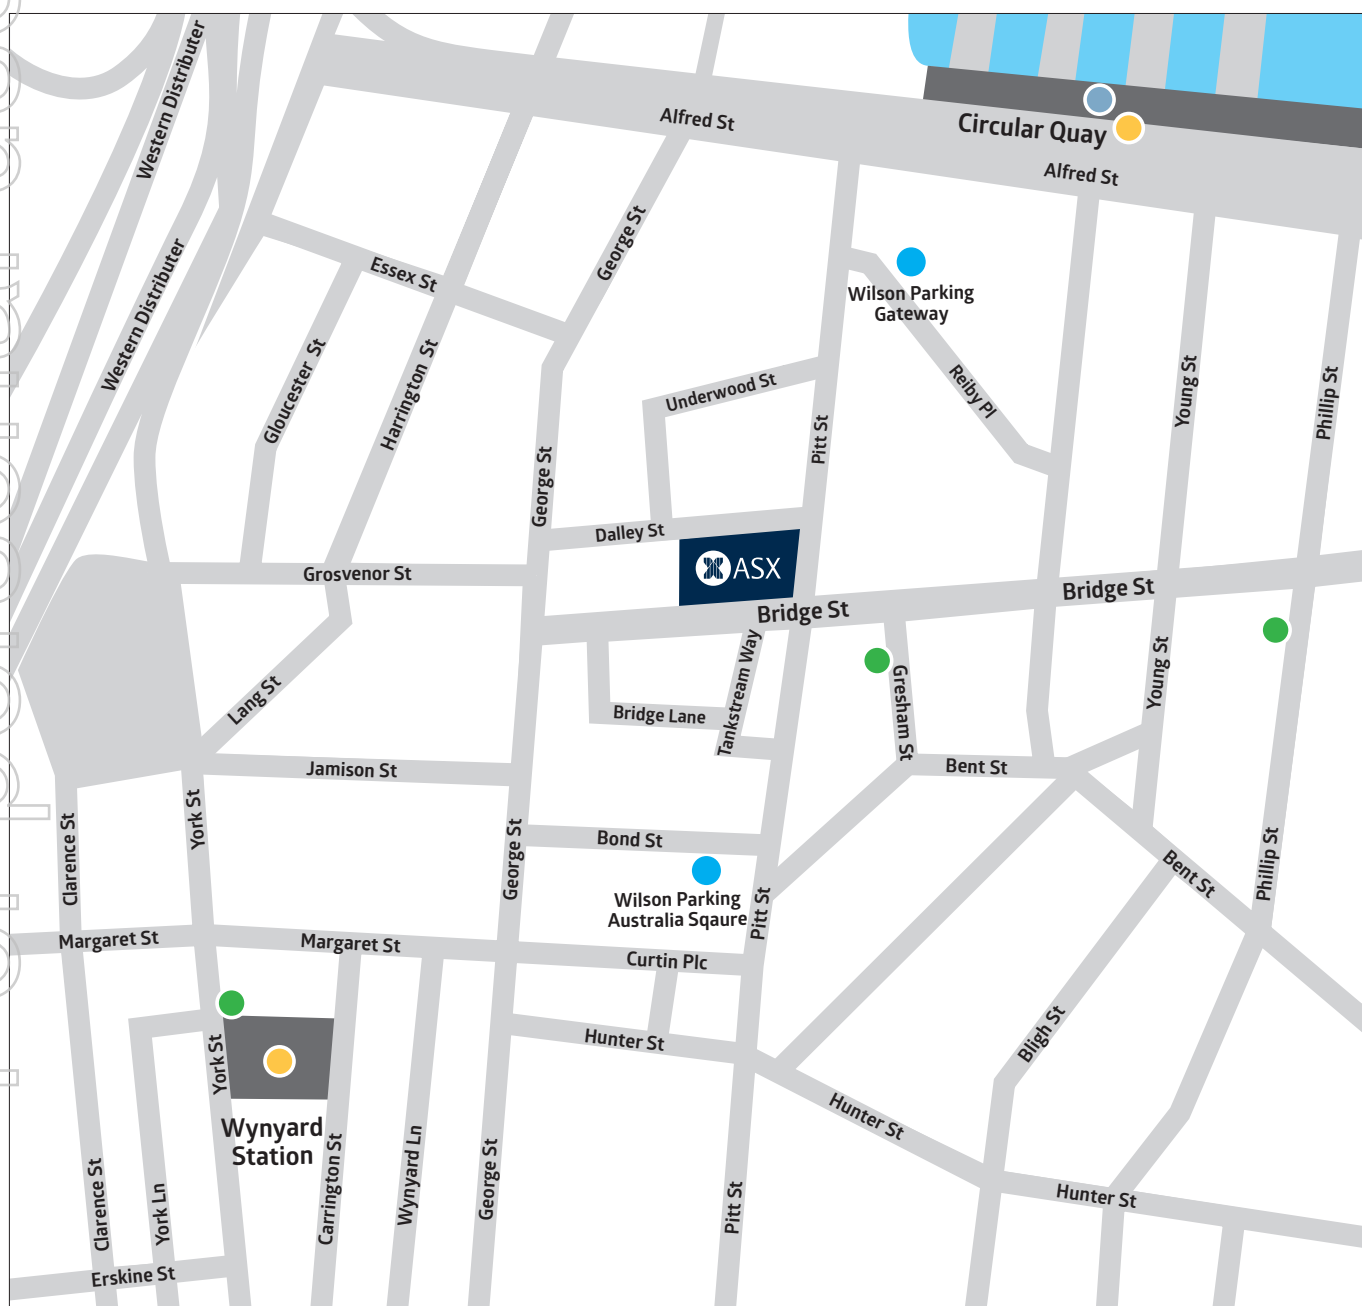 Western Distributer
Alfred St
Circular Quay
Alfred St
Western Distributer
George St
Essex St
Wilson Parking
Gateway
Gloucester St
Harrington St
Underwood St
Reiby Pl
Young St
Phillip St
Pitt St
George St
Dalley St
ASX
Grosvenor St
Bridge St
Bridge St
Lang St
Bridge Lane
Tankstream Way
Gresham St
Young St
Jamison St
Bent St
York St
Clarence St
George St
Bond St
Wilson Parking
Australia Sqaure
Pitt St
Bent St
Phillip St
Margaret St
Margaret St
Curtin Plc
York St
Hunter St
Bligh St
Wynyard
Station
Hunter St
Clarence St
York Ln
Carrington St
Wynyard Ln
George St
Pitt St
Hunter St
Erskine St